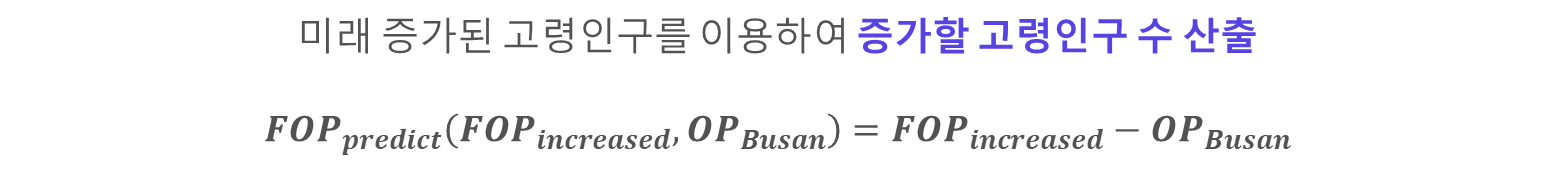 미래 증가된 고령인구를 이용하여 증가할 고령인구 수 산출
FOP_predict(FOP_increased, OP_Busan) = FOP_increased − OP_Busan